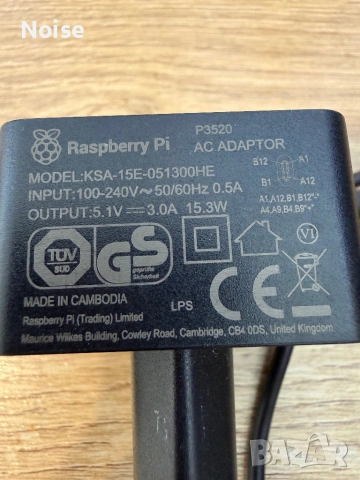 Noise
Raspberry Pi
P3520
AC ADAPTOR
MODEL:KSA-15E-051300HE
INPUT:100-240V~50/60Hz 0.5A
OUTPUT:5.1V⎓3.0A 15.3W
B12 A1
B1 A12
A1,A12,B1,B12"-"
A4,A9,B4,B9"+"
TÜV
SÜD
GS
geprüfte
Sicherheit
VI
MADE IN CAMBODIA
LPS
CE
Raspberry Pi (Trading) Limited
Maurice Wilkes Building, Cowley Road, Cambridge, CB4 0DS, United Kingdom
BAZAR